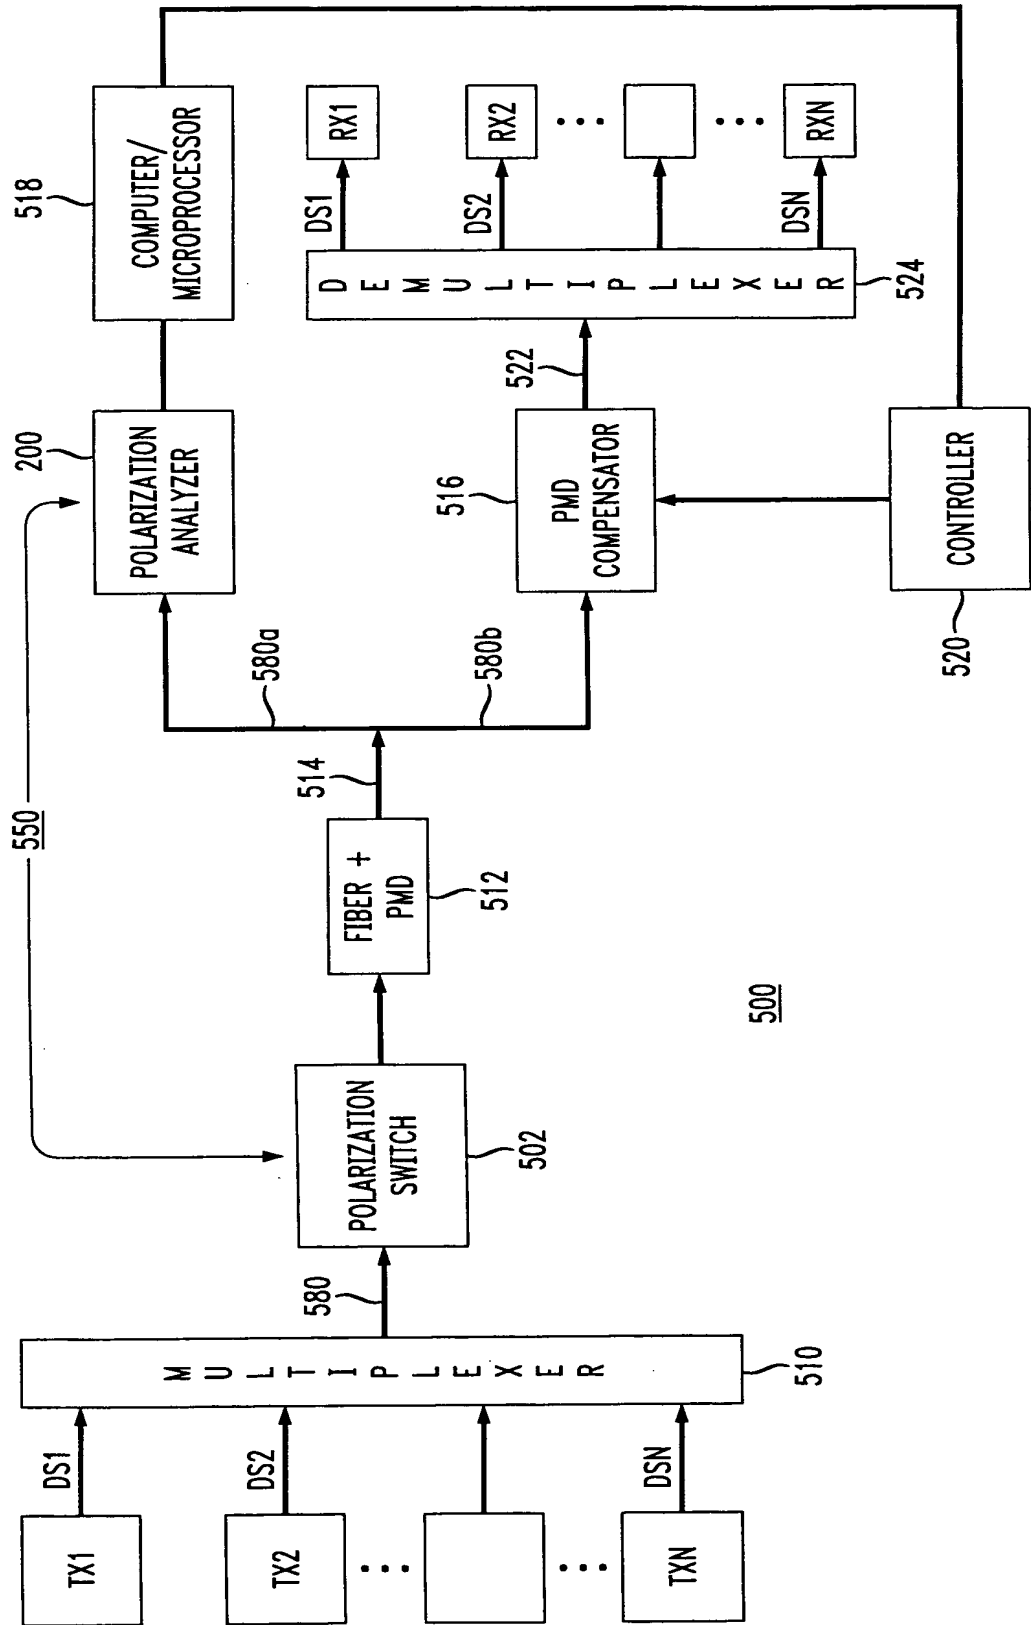 TX1
TX2
...
...
TXN
DS1
DS2
DSN
MULTIPLEXER
510
580
POLARIZATION
SWITCH
502
550
FIBER +
PMD
512
514
580a
580b
200
POLARIZATION
ANALYZER
518
COMPUTER/
MICROPROCESSOR
516
PMD
COMPENSATOR
522
CONTROLLER
520
DEMULTIPLEXER
524
DS1
DS2
DSN
RX1
RX2
...
...
RXN
500